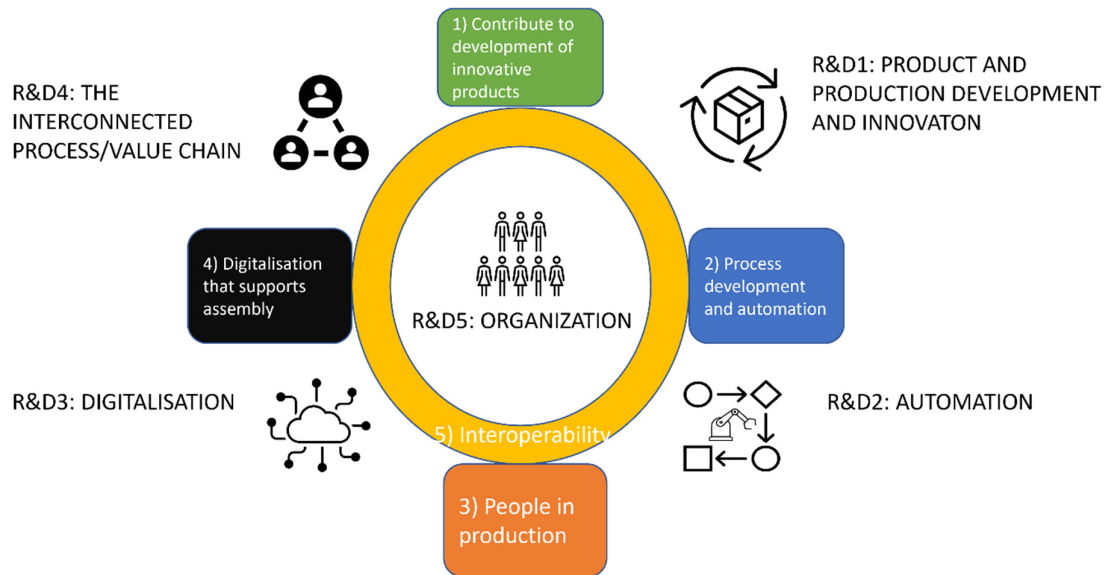 1) Contribute to
development of
innovative
products
R&D4: THE
INTERCONNECTED
PROCESS/VALUE CHAIN
R&D1: PRODUCT AND
PRODUCTION DEVELOPMENT
AND INNOVATON
4) Digitalisation
that supports
assembly
R&D5: ORGANIZATION
2) Process
development
and automation
R&D3: DIGITALISATION
R&D2: AUTOMATION
5) Interoperability
3) People in
production